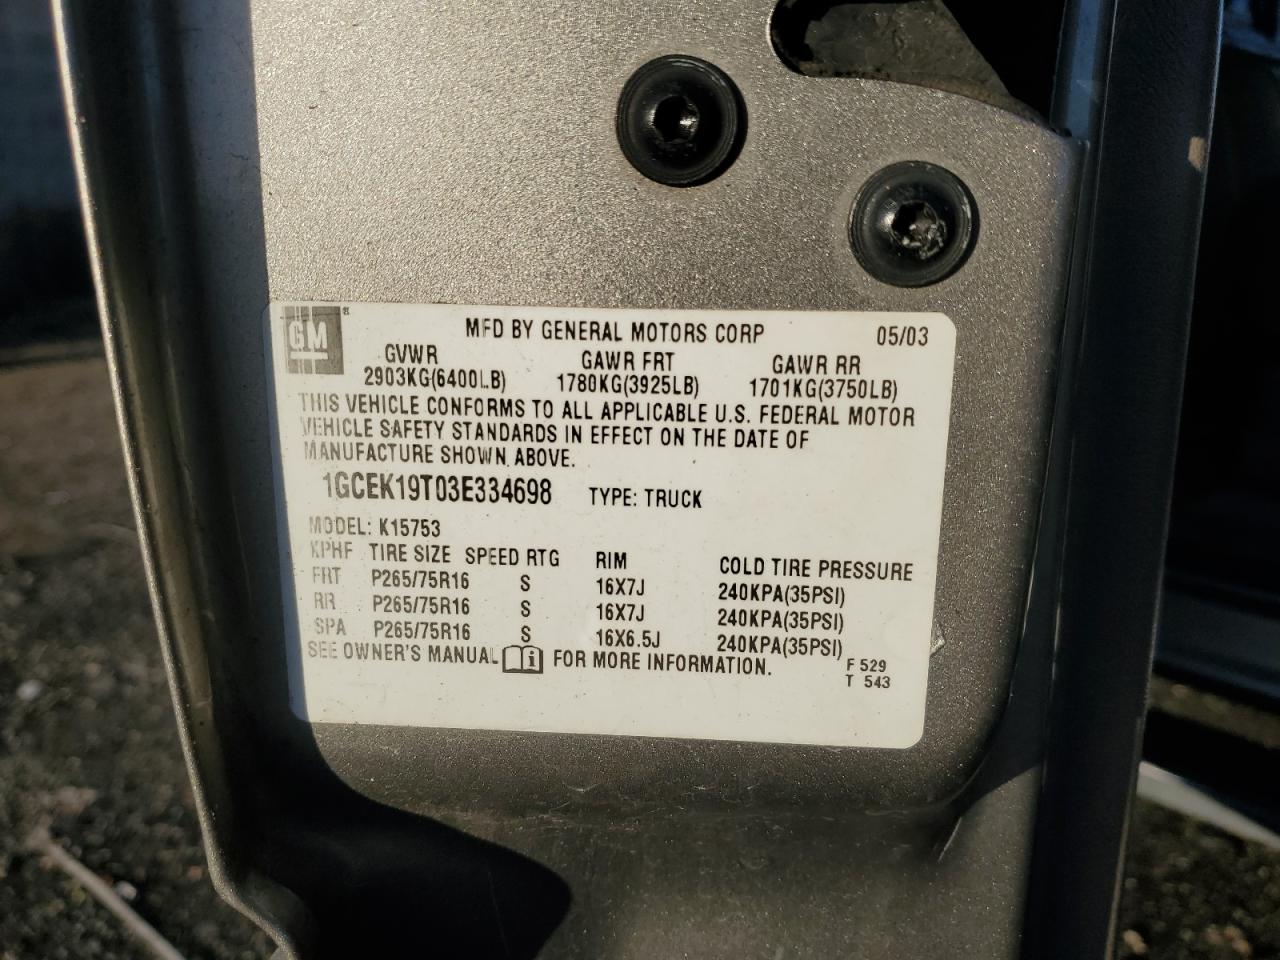 GM®
MFD BY GENERAL MOTORS CORP 05/03
GVWR GAWR FRT GAWR RR
2903KG(6400LB) 1780KG(3925LB) 1701KG(3750LB)
THIS VEHICLE CONFORMS TO ALL APPLICABLE U.S. FEDERAL MOTOR
VEHICLE SAFETY STANDARDS IN EFFECT ON THE DATE OF
MANUFACTURE SHOWN ABOVE.
1GCEK19T03E334698 TYPE: TRUCK
MODEL: K15753
KPHF TIRE SIZE SPEED RTG RIM COLD TIRE PRESSURE
FRT P265/75R16 S 16X7J 240KPA(35PSI)
RR P265/75R16 S 16X7J 240KPA(35PSI)
SPA P265/75R16 S 16X6.5J 240KPA(35PSI)
SEE OWNER'S MANUAL i FOR MORE INFORMATION.
F 529
T 543